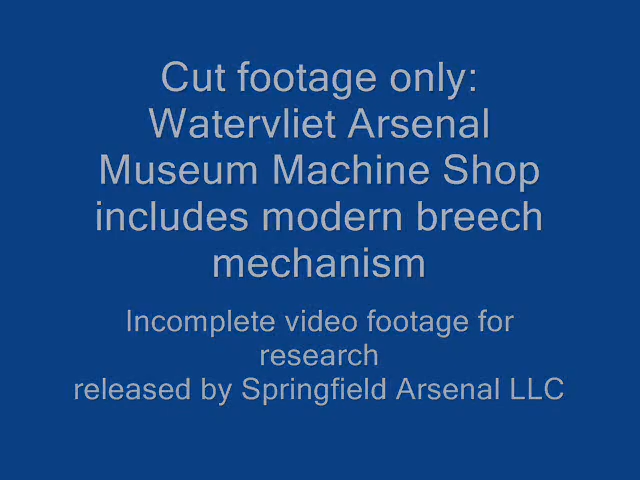 Cut footage only:
Watervliet Arsenal
Museum Machine Shop
includes modern breech
mechanism
Incomplete video footage for
research
released by Springfield Arsenal LLC